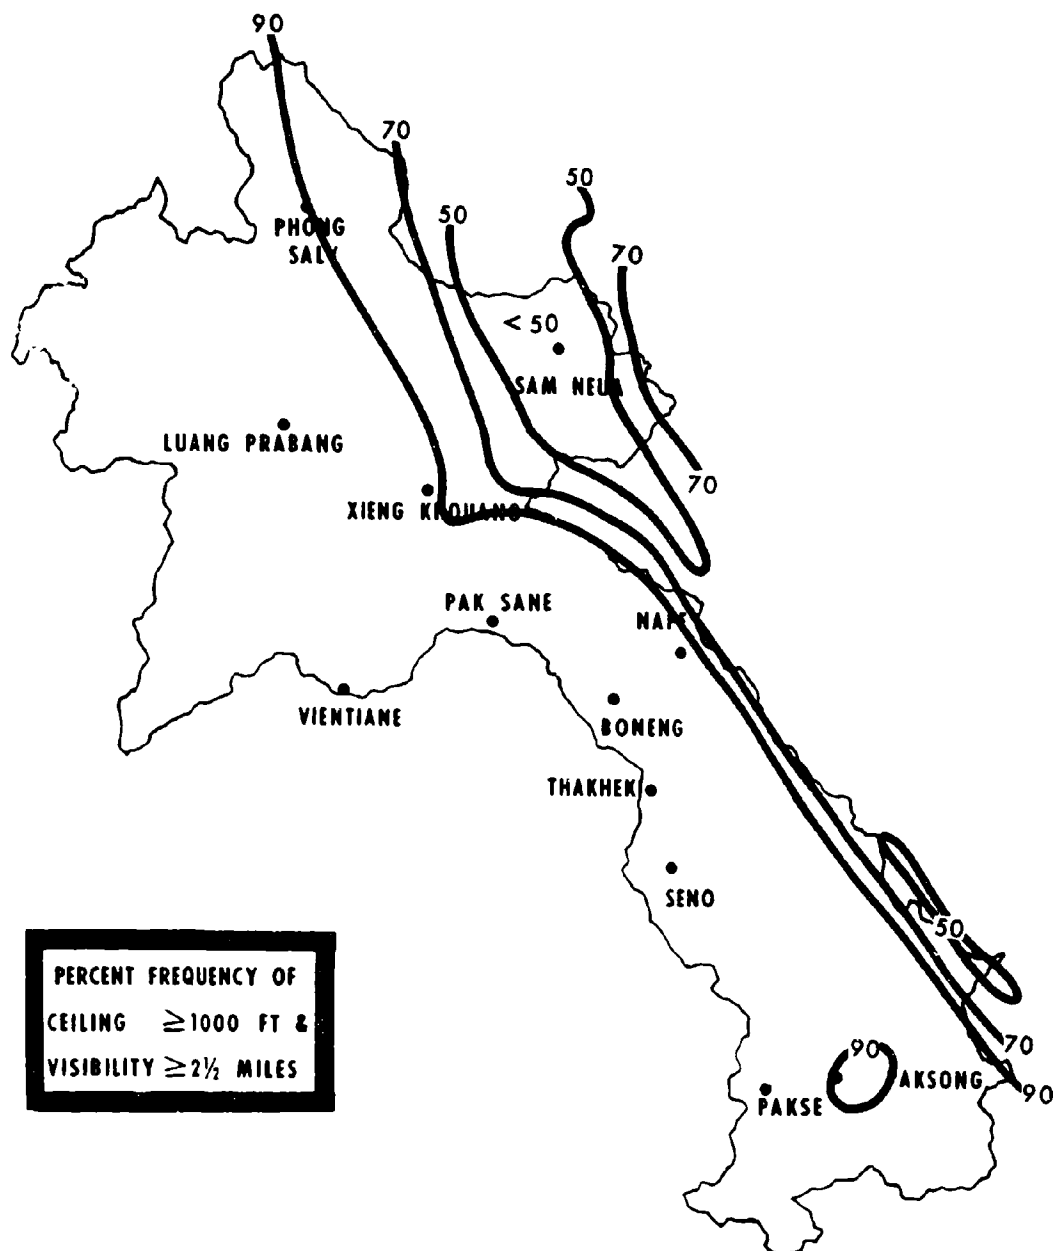 90
70
50
50
70
PHONG
SALY
< 50
SAM NEUA
LUANG PRABANG
70
XIENG KHOUANG
PAK SANE
NAPE
VIENTIANE
BONENG
THAKHEK
SENO
50
PERCENT FREQUENCY OF
CEILING ≧1000 FT &
VISIBILITY ≧2½ MILES
70
90
AKSONG
90
PAKSE